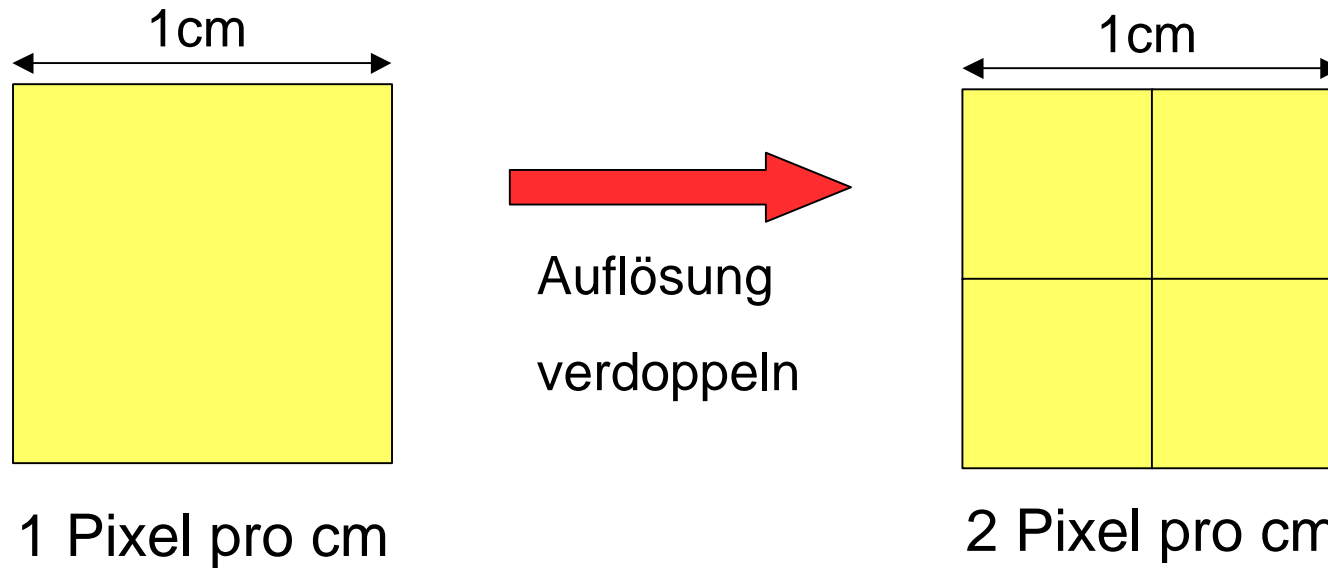 1cm
1cm
Auflösung
verdoppeln
1 Pixel pro cm
2 Pixel pro cm